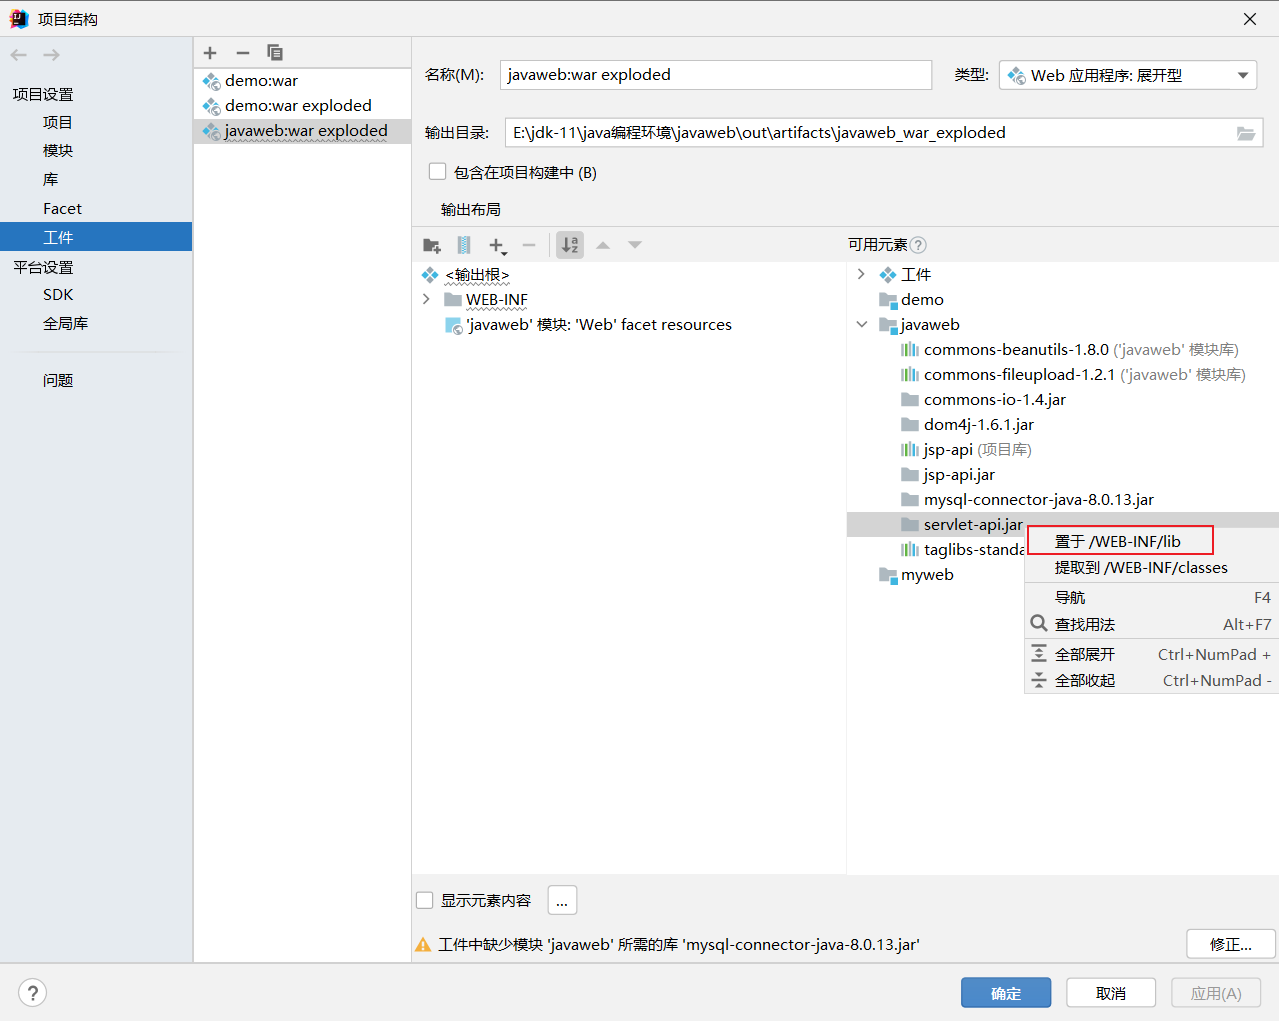 项目结构
项目设置
项目
模块
库
Facet
工件
平台设置
SDK
全局库
问题
demo:war
demo:war exploded
javaweb:war exploded
名称(M):
javaweb:war exploded
类型:
Web 应用程序: 展开型
输出目录:
E:\jdk-11\java编程环境\javaweb\out\artifacts\javaweb_war_exploded
包含在项目构建中 (B)
输出布局
可用元素
<输出根>
WEB-INF
'javaweb' 模块: 'Web' facet resources
工件
demo
javaweb
commons-beanutils-1.8.0 ('javaweb' 模块库)
commons-fileupload-1.2.1 ('javaweb' 模块库)
commons-io-1.4.jar
dom4j-1.6.1.jar
jsp-api (项目库)
jsp-api.jar
mysql-connector-java-8.0.13.jar
servlet-api.jar
taglibs-standa
myweb
置于 /WEB-INF/lib
提取到 /WEB-INF/classes
导航 F4
查找用法 Alt+F7
全部展开 Ctrl+NumPad +
全部收起 Ctrl+NumPad -
显示元素内容 ...
工件中缺少模块 'javaweb' 所需的库 'mysql-connector-java-8.0.13.jar'
修正...
?
确定
取消
应用(A)